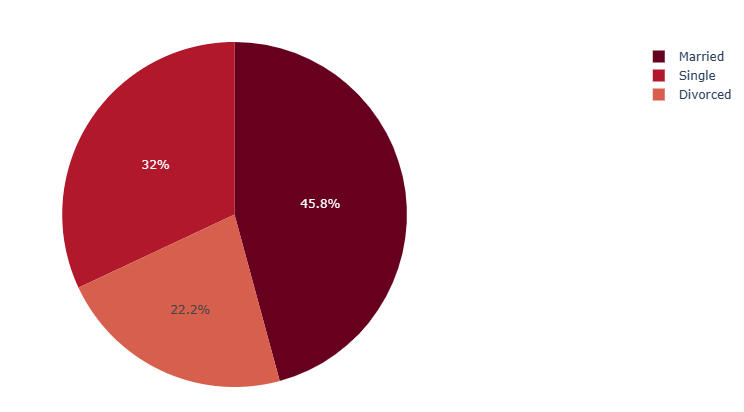 Married
Single
Divorced
32%
45.8%
22.2%